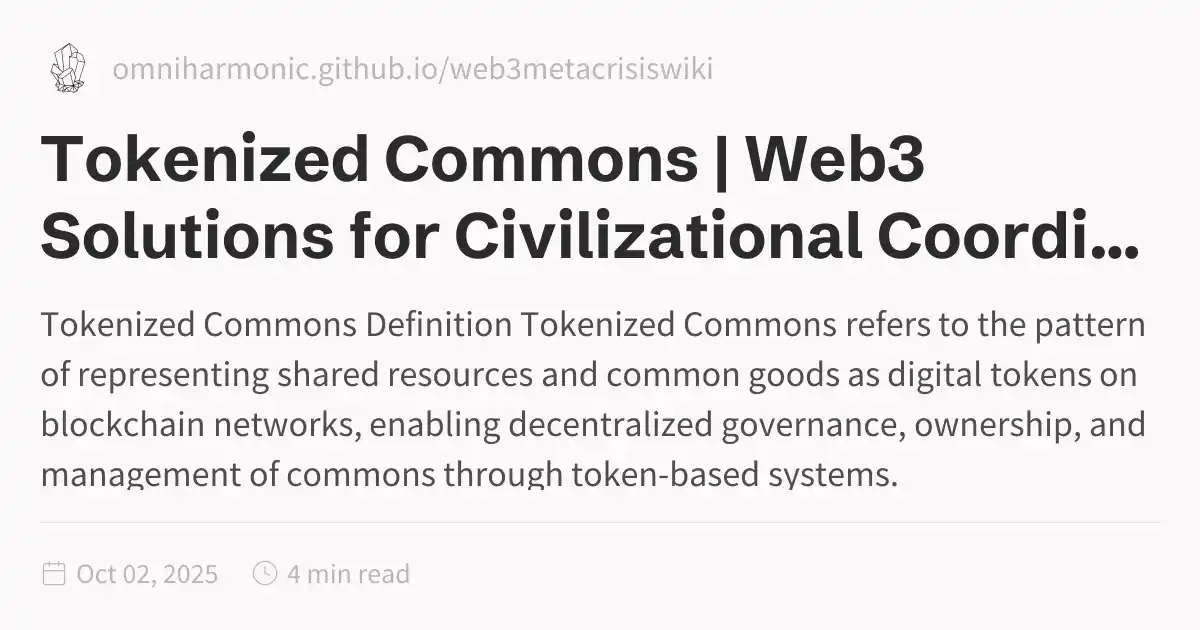 omniharmonic.github.io/web3metacrisiswiki
Tokenized Commons | Web3
Solutions for Civilizational Coordi...
Tokenized Commons Definition Tokenized Commons refers to the pattern
of representing shared resources and common goods as digital tokens on
blockchain networks, enabling decentralized governance, ownership, and
management of commons through token-based systems.
Oct 02, 2025
4 min read